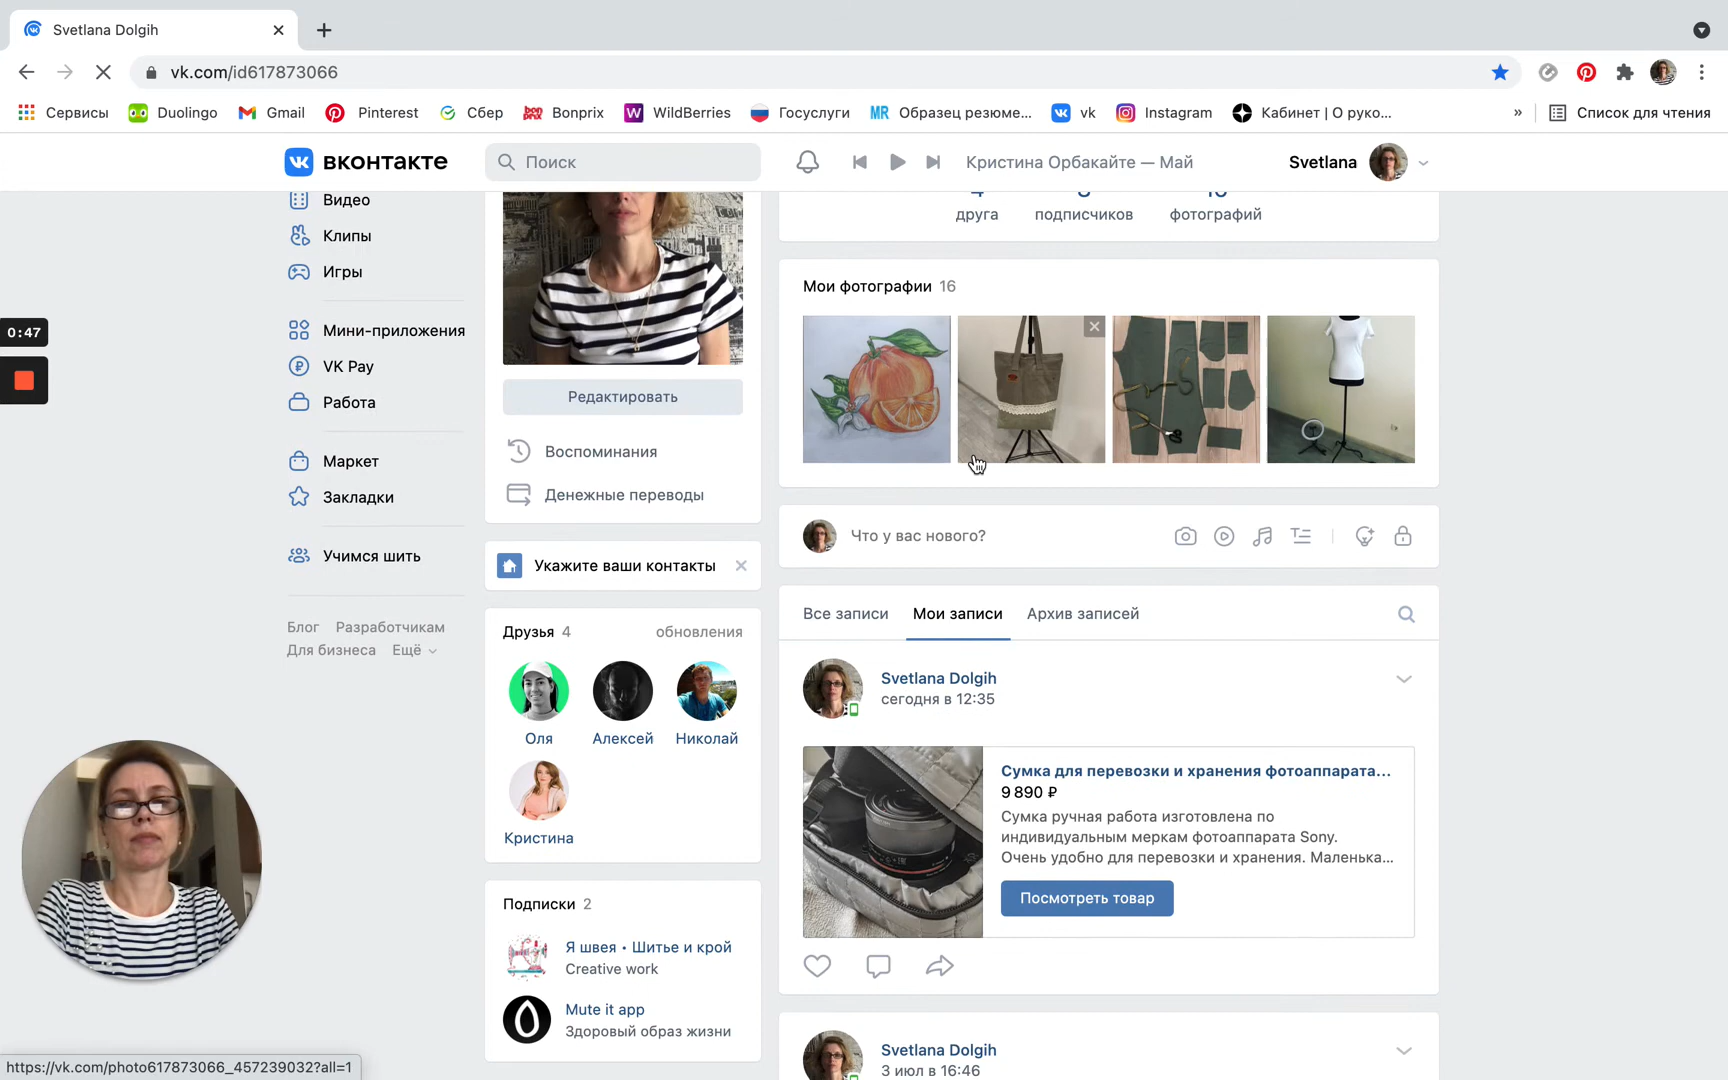 Svetlana Dolgih
vk.com/id617873066
Сервисы Duolingo Gmail Pinterest Сбер Bonprix WildBerries Госуслуги Образец резюме... vk Instagram Кабинет | О руко... » Список для чтения
вконтакте Поиск Кристина Орбакайте — Май Svetlana
Видео
Клипы
Игры
Мини-приложения
VK Pay
Работа
Маркет
Закладки
Учимся шить
Блог Разработчикам
Для бизнеса Ещё
0:47
Редактировать
Воспоминания
Денежные переводы
Укажите ваши контакты
Друзья 4 обновления
Оля Алексей Николай
Кристина
Подписки 2
Я швея • Шитье и крой
Creative work
Mute it app
Здоровый образ жизни
друга подписчиков фотографий
Мои фотографии 16
Что у вас нового?
Все записи Мои записи Архив записей
Svetlana Dolgih
сегодня в 12:35
Сумка для перевозки и хранения фотоаппарата...
9 890 ₽
Сумка ручная работа изготовлена по
индивидуальным меркам фотоаппарата Sony.
Очень удобно для перевозки и хранения. Маленька...
Посмотреть товар
Svetlana Dolgih
3 июл в 16:46
https://vk.com/photo617873066_457239032?all=1